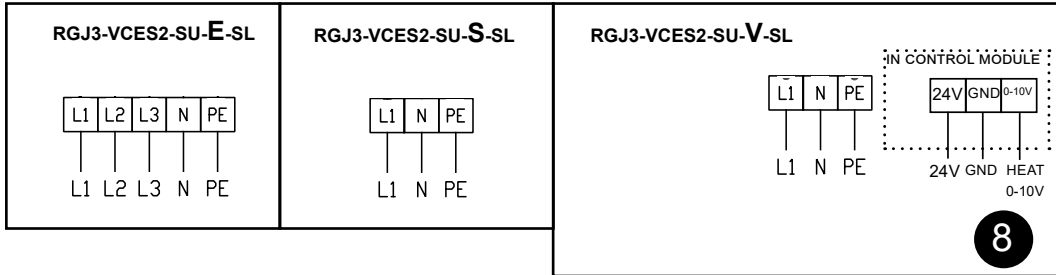 RGJ3-VCES2-SU-E-SL
L1 L2 L3 N PE
L1 L2 L3 N PE
RGJ3-VCES2-SU-S-SL
L1 N PE
L1 N PE
RGJ3-VCES2-SU-V-SL
L1 N PE
L1 N PE
IN CONTROL MODULE
24V GND 0-10V
24V GND HEAT
0-10V
8